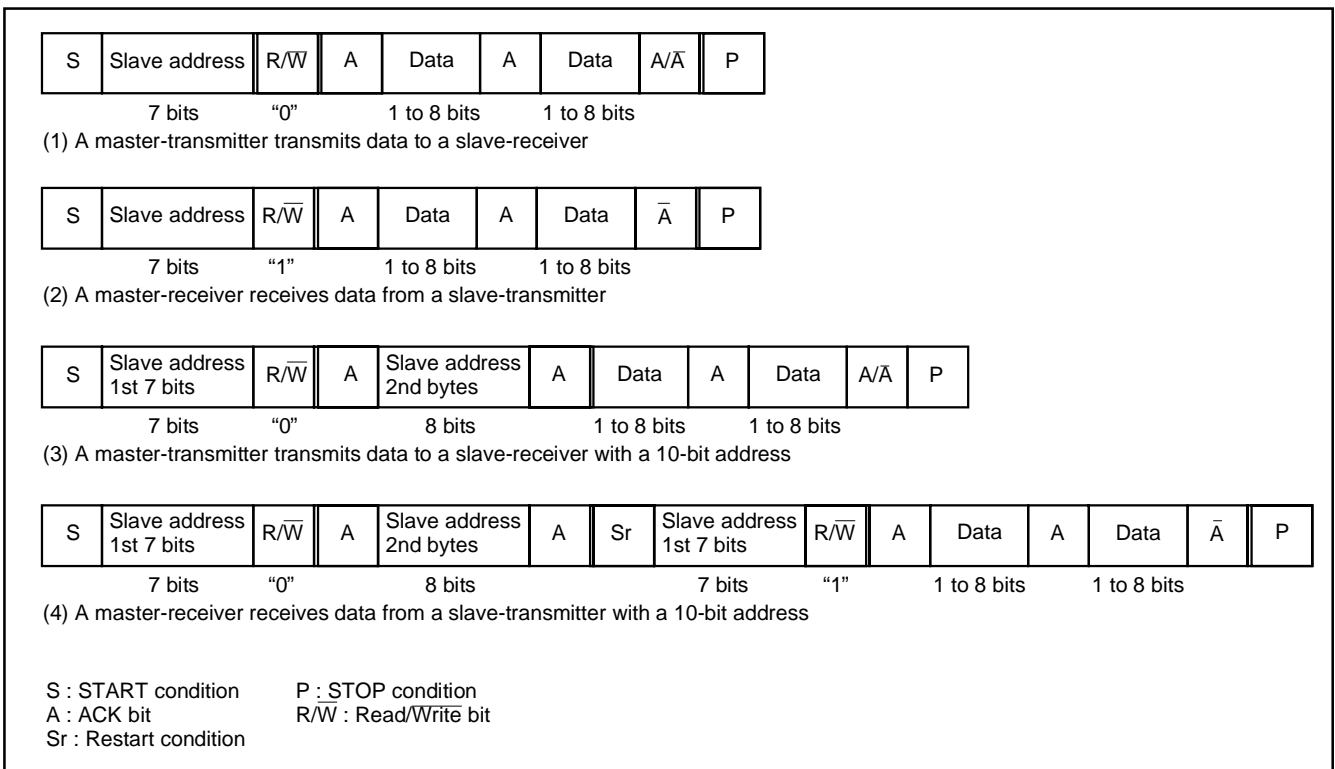 S Slave address R/W̅ A Data A Data A/A̅ P
7 bits “0” 1 to 8 bits 1 to 8 bits
(1) A master-transmitter transmits data to a slave-receiver
S Slave address R/W̅ A Data A Data A̅ P
7 bits “1” 1 to 8 bits 1 to 8 bits
(2) A master-receiver receives data from a slave-transmitter
S Slave address 1st 7 bits R/W̅ A Slave address 2nd bytes A Data A Data A/A̅ P
7 bits “0” 8 bits 1 to 8 bits 1 to 8 bits
(3) A master-transmitter transmits data to a slave-receiver with a 10-bit address
S Slave address 1st 7 bits R/W̅ A Slave address 2nd bytes A Sr Slave address 1st 7 bits R/W̅ A Data A Data A̅ P
7 bits “0” 8 bits 7 bits “1” 1 to 8 bits 1 to 8 bits
(4) A master-receiver receives data from a slave-transmitter with a 10-bit address
S : START condition P : STOP condition
A : ACK bit R/W̅ : Read/W̅r̅i̅t̅e̅ bit
Sr : Restart condition